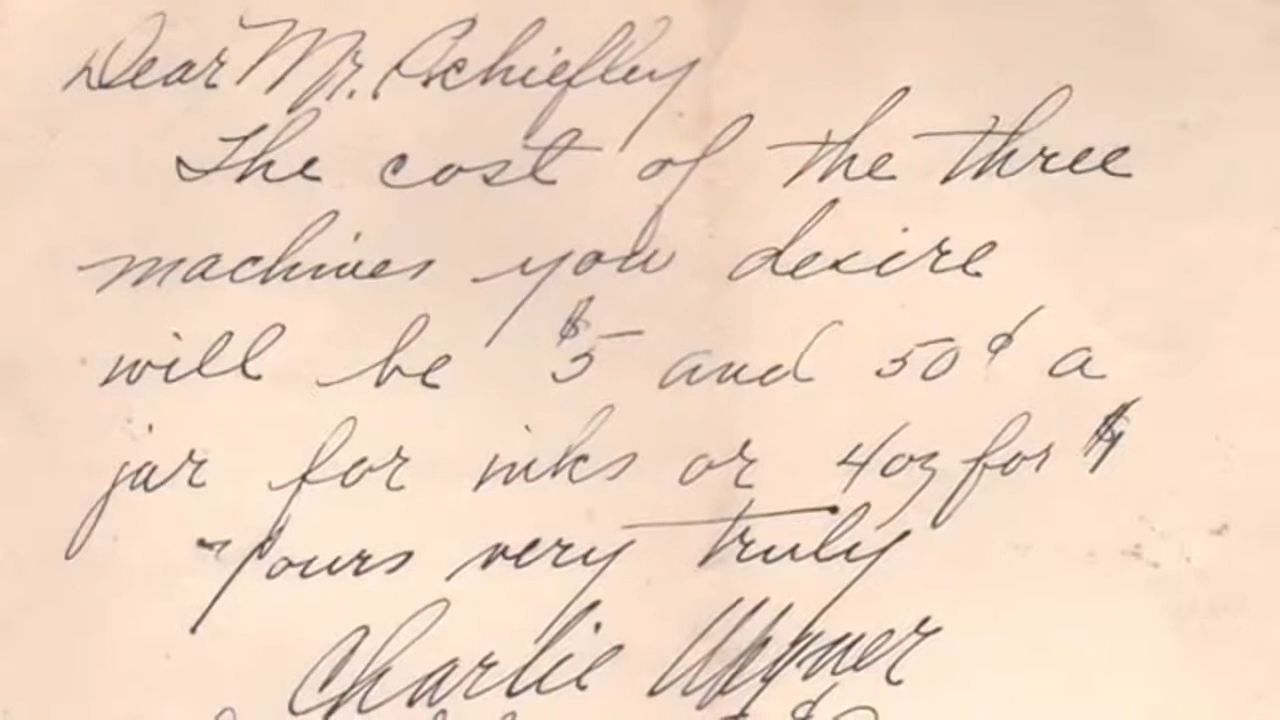 Dear Mr. Schiefley
The cost of the three
machines you desire
will be $5 and 50¢ a
jar for inks or 4oz for $1
Yours very truly
Charlie Wagner